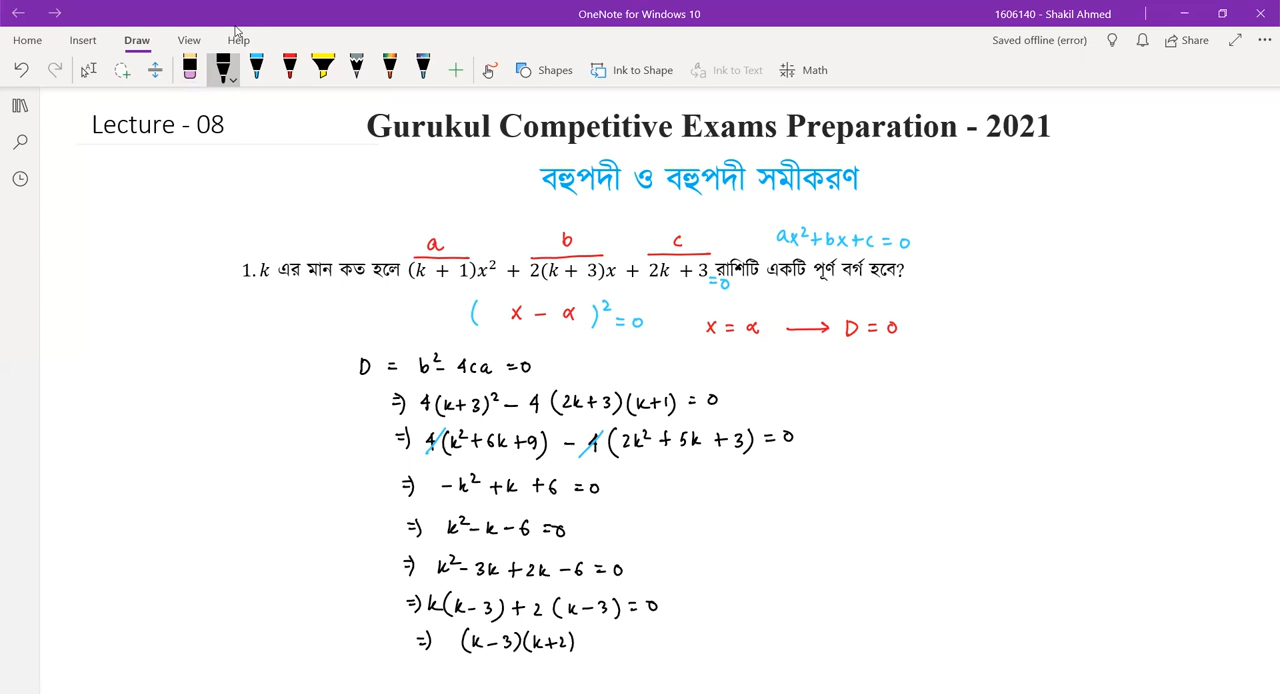 OneNote for Windows 10
1606140 - Shakil Ahmed
Home Insert Draw View Help
Saved offline (error) Share
Shapes Ink to Shape Ink to Text Math
Lecture - 08
Gurukul Competitive Exams Preparation - 2021
বহুপদী ও বহুপদী সমীকরণ
a b c ax²+bx+c=0
1. k এর মান কত হলে (k + 1)x² + 2(k + 3)x + 2k + 3 =0 রাশিটি একটি পূর্ণ বর্গ হবে?
( x - α )² =0 x = α ⟶ D = 0
D = b² - 4ca =0
⇒) 4(k+3)² - 4 (2k+3)(k+1) = 0
⇒) 4(k²+6k+9) - 4 (2k² + 5k + 3) = 0
⇒) -k² + k + 6 = 0
⇒) k² - k - 6 =0
⇒) k² - 3k + 2k - 6 = 0
⇒) k(k-3) + 2 (k-3) = 0
⇒) (k-3)(k+2)